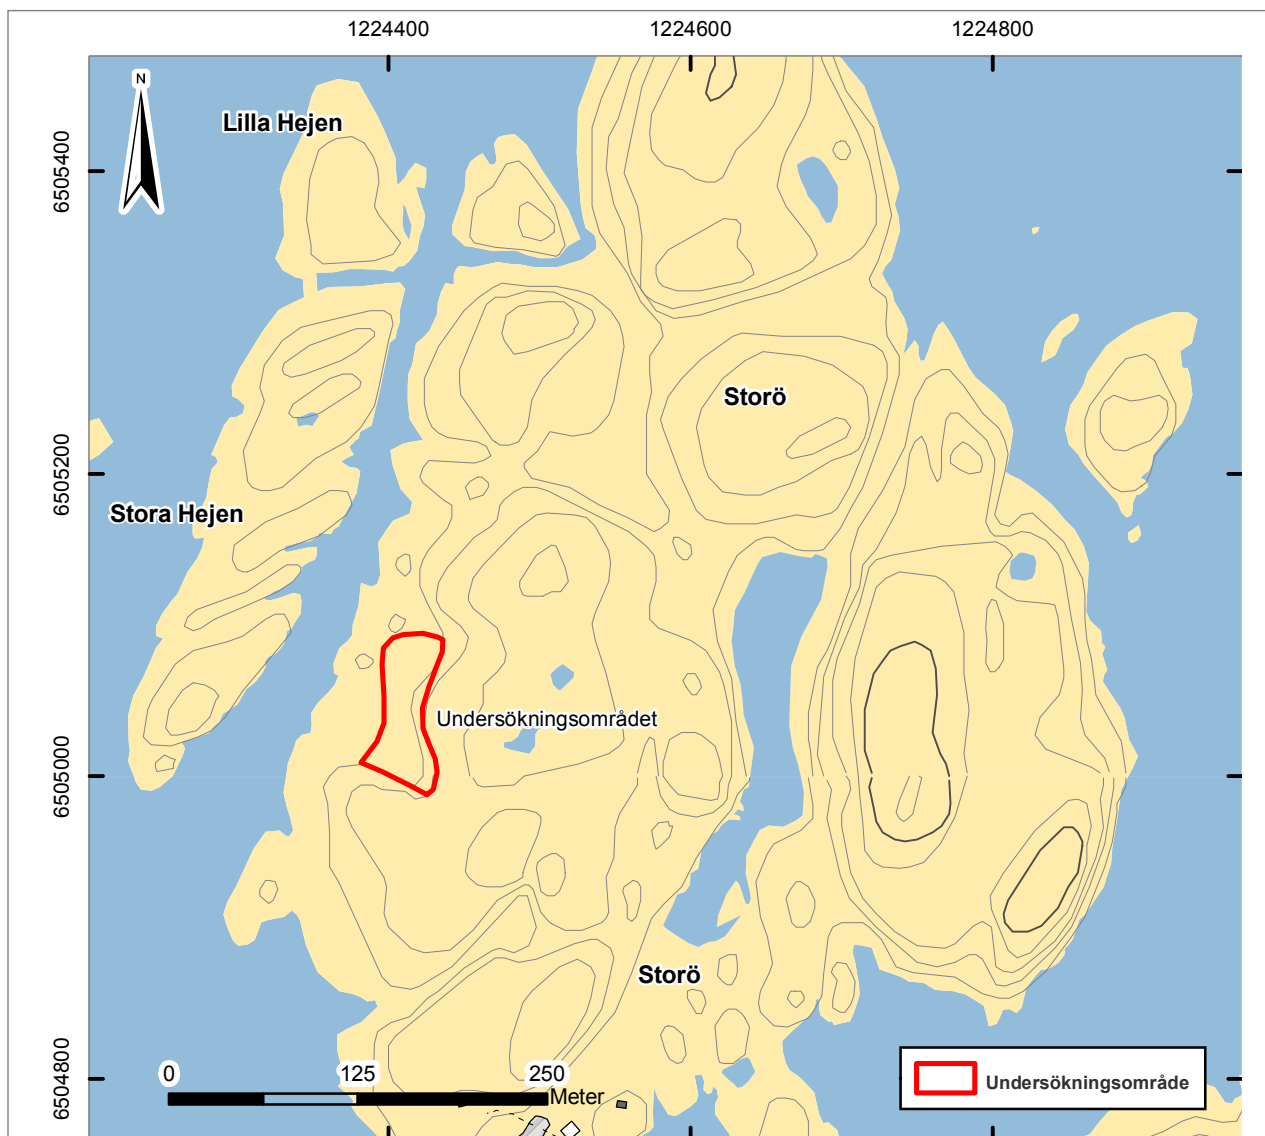 1224400 1224600 1224800
N
Lilla Hejen
6505400
Storö
6505200
Stora Hejen
Undersökningsområdet
6505000
Storö
6504800
0 125 250
Meter
Undersökningsområde